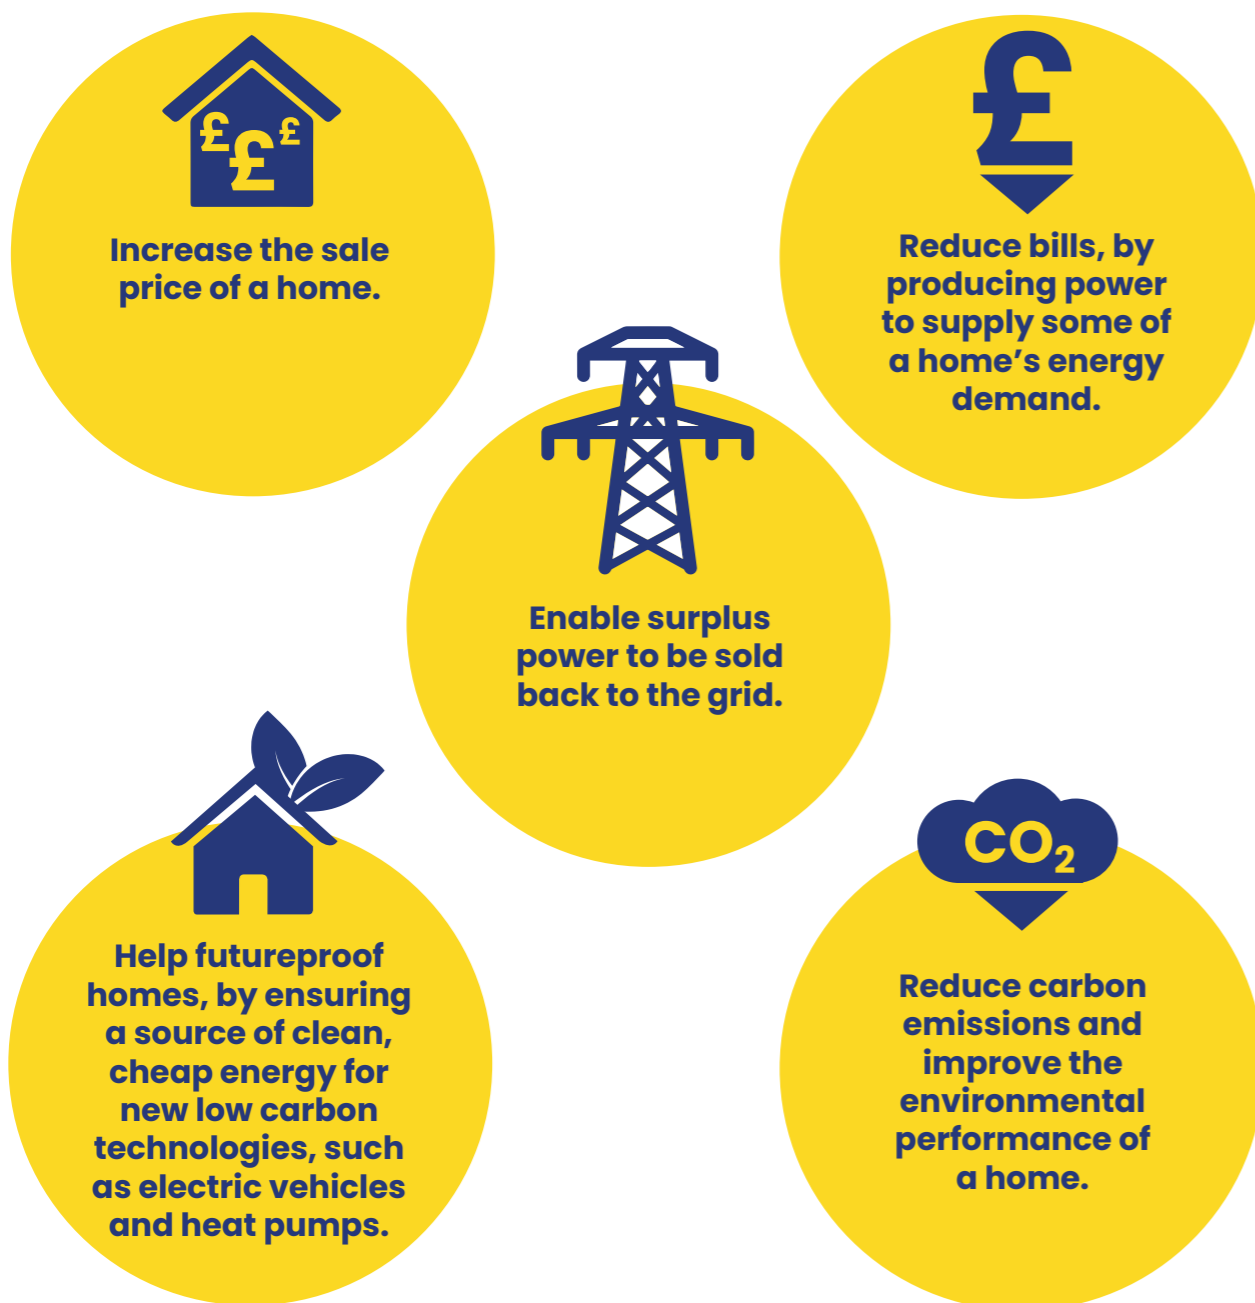 £ £ £
Increase the sale
price of a home.
£
Reduce bills, by
producing power
to supply some of
a home’s energy
demand.
Enable surplus
power to be sold
back to the grid.
Help futureproof
homes, by ensuring
a source of clean,
cheap energy for
new low carbon
technologies, such
as electric vehicles
and heat pumps.
CO₂
Reduce carbon
emissions and
improve the
environmental
performance of
a home.